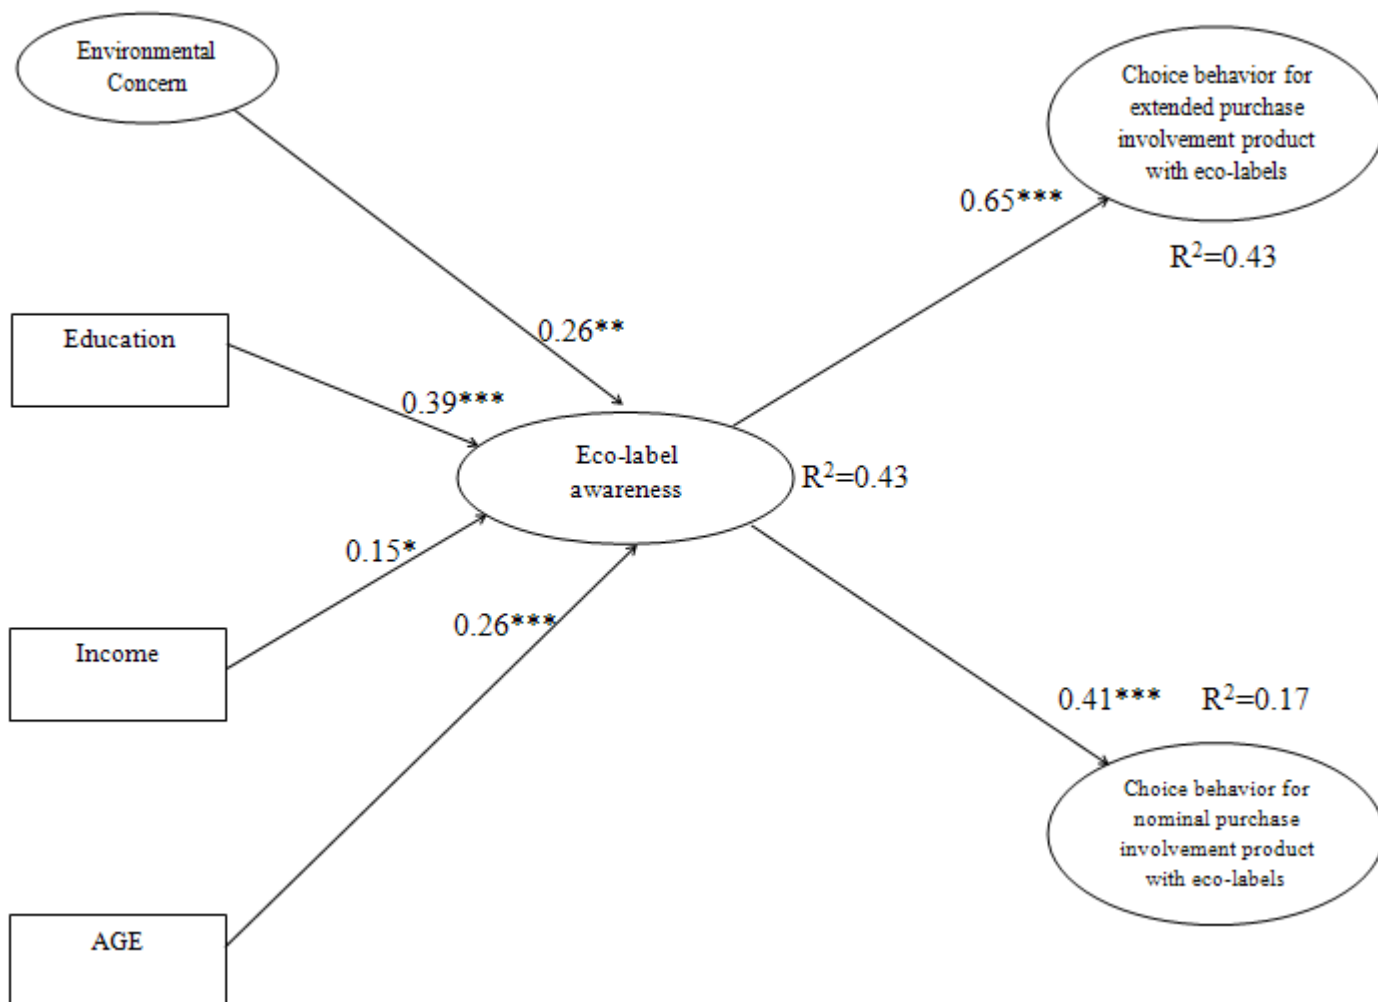 Environmental
Concern
Choice behavior for
extended purchase
involvement product
with eco-labels
0.65***
R²=0.43
Education
0.26**
0.39***
Eco-label
awareness
R²=0.43
0.15*
0.26***
Income
0.41***
R²=0.17
Choice behavior for
nominal purchase
involvement product
with eco-labels
AGE